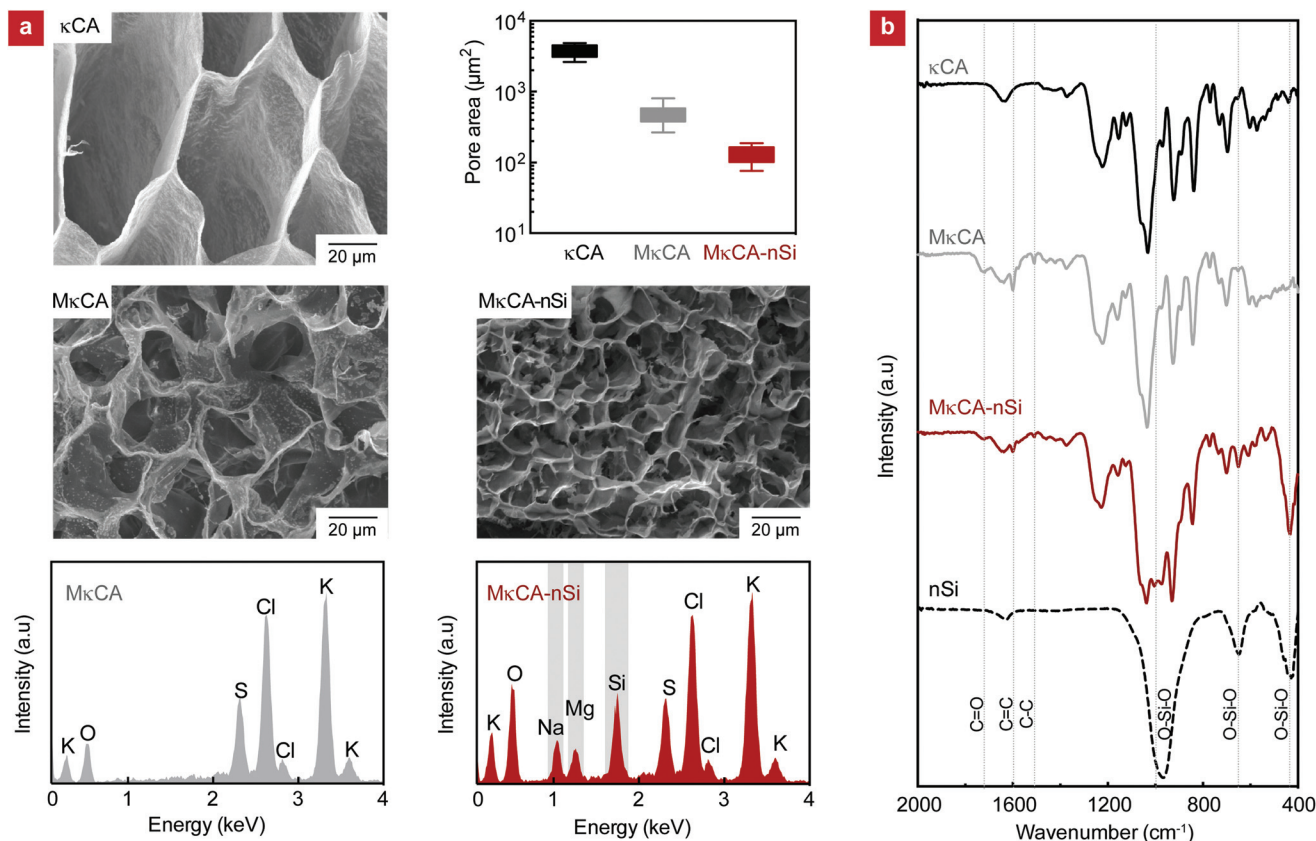 a
κCA
20 µm
Pore area (µm²)
10⁴
10³
10²
10¹
κCA
MκCA
MκCA-nSi
MκCA
20 µm
MκCA-nSi
20 µm
MκCA
Intensity (a.u)
K
O
S
Cl
Cl
K
K
0
1
2
3
4
Energy (keV)
MκCA-nSi
Intensity (a.u)
K
O
Na
Mg
Si
S
Cl
Cl
K
K
0
1
2
3
4
Energy (keV)
b
κCA
MκCA
MκCA-nSi
nSi
Intensity (a.u)
C=O
C=C
C-C
O-Si-O
O-Si-O
O-Si-O
2000
1600
1200
800
400
Wavenumber (cm⁻¹)